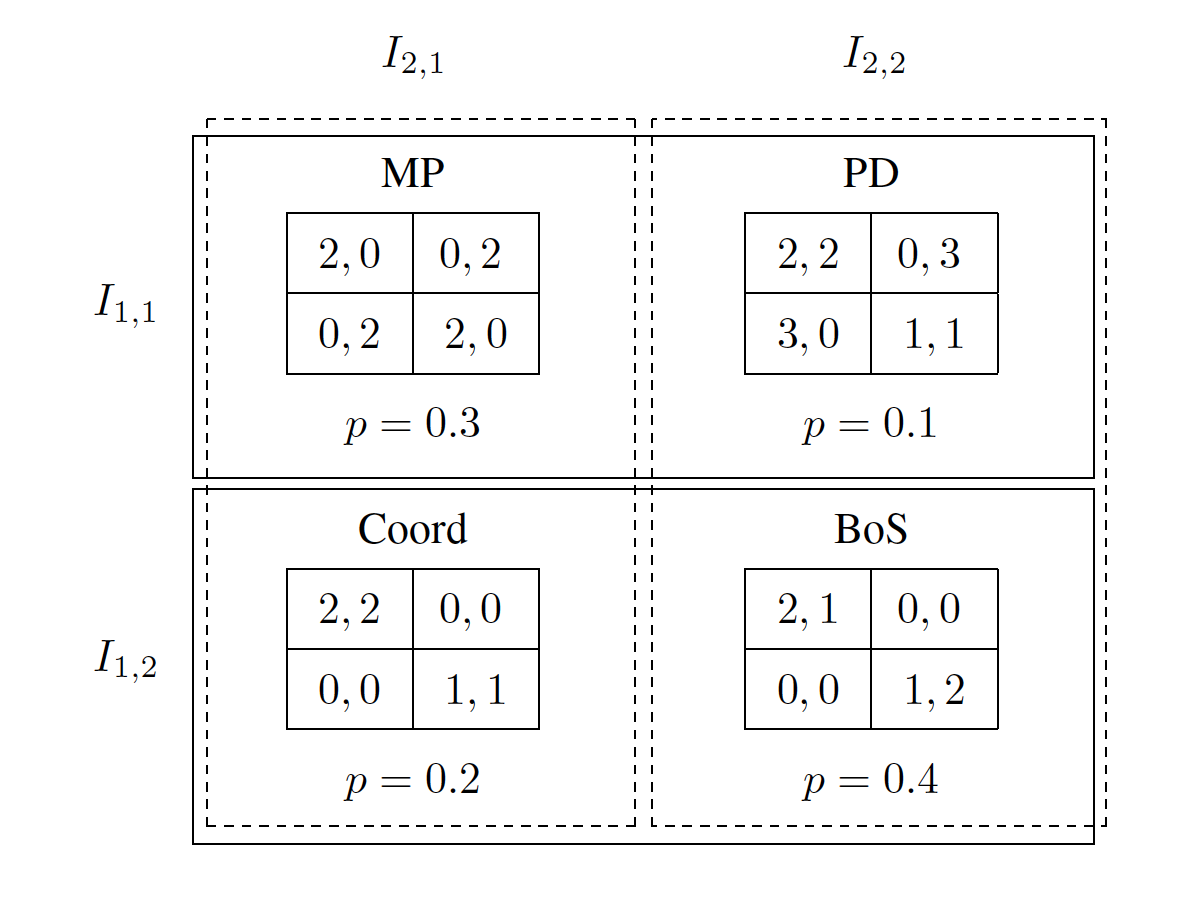 I_{2,1} I_{2,2}
MP PD
2, 0 0, 2 2, 2 0, 3
I_{1,1}
0, 2 2, 0 3, 0 1, 1
p = 0.3 p = 0.1
Coord BoS
2, 2 0, 0 2, 1 0, 0
I_{1,2}
0, 0 1, 1 0, 0 1, 2
p = 0.2 p = 0.4